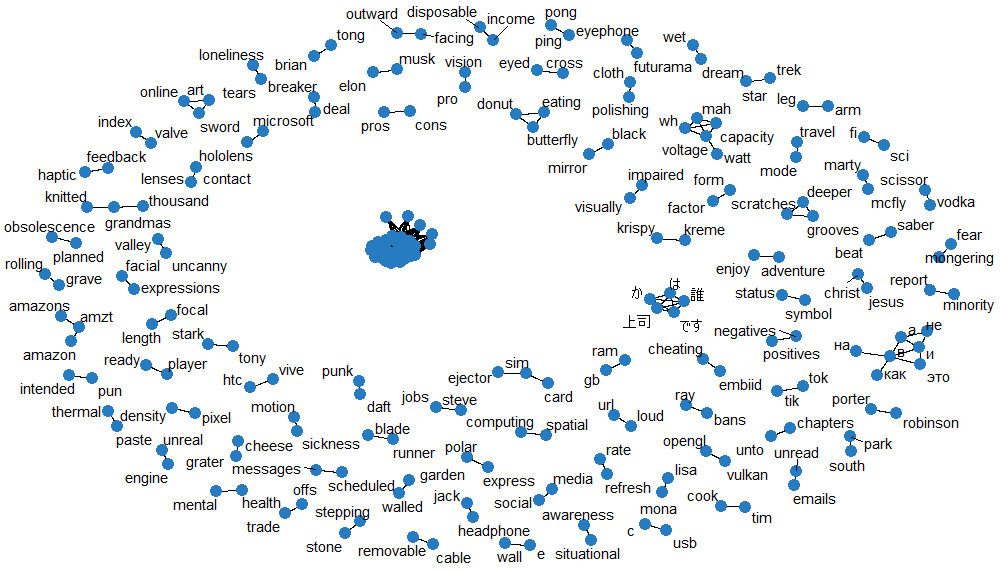 outward
disposable
income
pong
tong
facing
ping
eyephone
wet
loneliness
brian
elon
musk
vision
eyed
cross
futurama
dream
trek
online
art
tears
breaker
pro
cloth
star
deal
donut
eating
polishing
leg
arm
index
valve
sword
microsoft
pros
cons
butterfly
black
wh
mah
capacity
travel
fi
feedback
hololens
mirror
voltage
watt
mode
sci
haptic
lenses
contact
impaired
form
marty
scissor
knitted
thousand
visually
factor
scratches
deeper
mcfly
vodka
obsolescence
grandmas
krispy
kreme
grooves
saber
fear
planned
valley
uncanny
beat
mongering
rolling
grave
facial
expressions
enjoy
adventure
christ
jesus
report
minority
amazons
amzt
focal
length
か
は
誰
上司
です
status
symbol
amazon
stark
tony
negatives
positives
на
а
не
в
и
как
это
ready
player
htc
vive
punk
sim
ram
gb
cheating
embiid
intended
pun
daft
ejector
card
tik
tok
thermal
density
pixel
motion
jobs
steve
url
loud
ray
bans
porter
robinson
paste
unreal
cheese
sickness
blade
runner
computing
spatial
opengl
unto
chapters
engine
grater
polar
rate
vulkan
unread
park
south
messages
scheduled
garden
express
media
refresh
lisa
emails
mental
health
offs
walled
jack
social
mona
cook
tim
trade
stepping
headphone
awareness
c
usb
stone
removable
cable
wall
e
situational